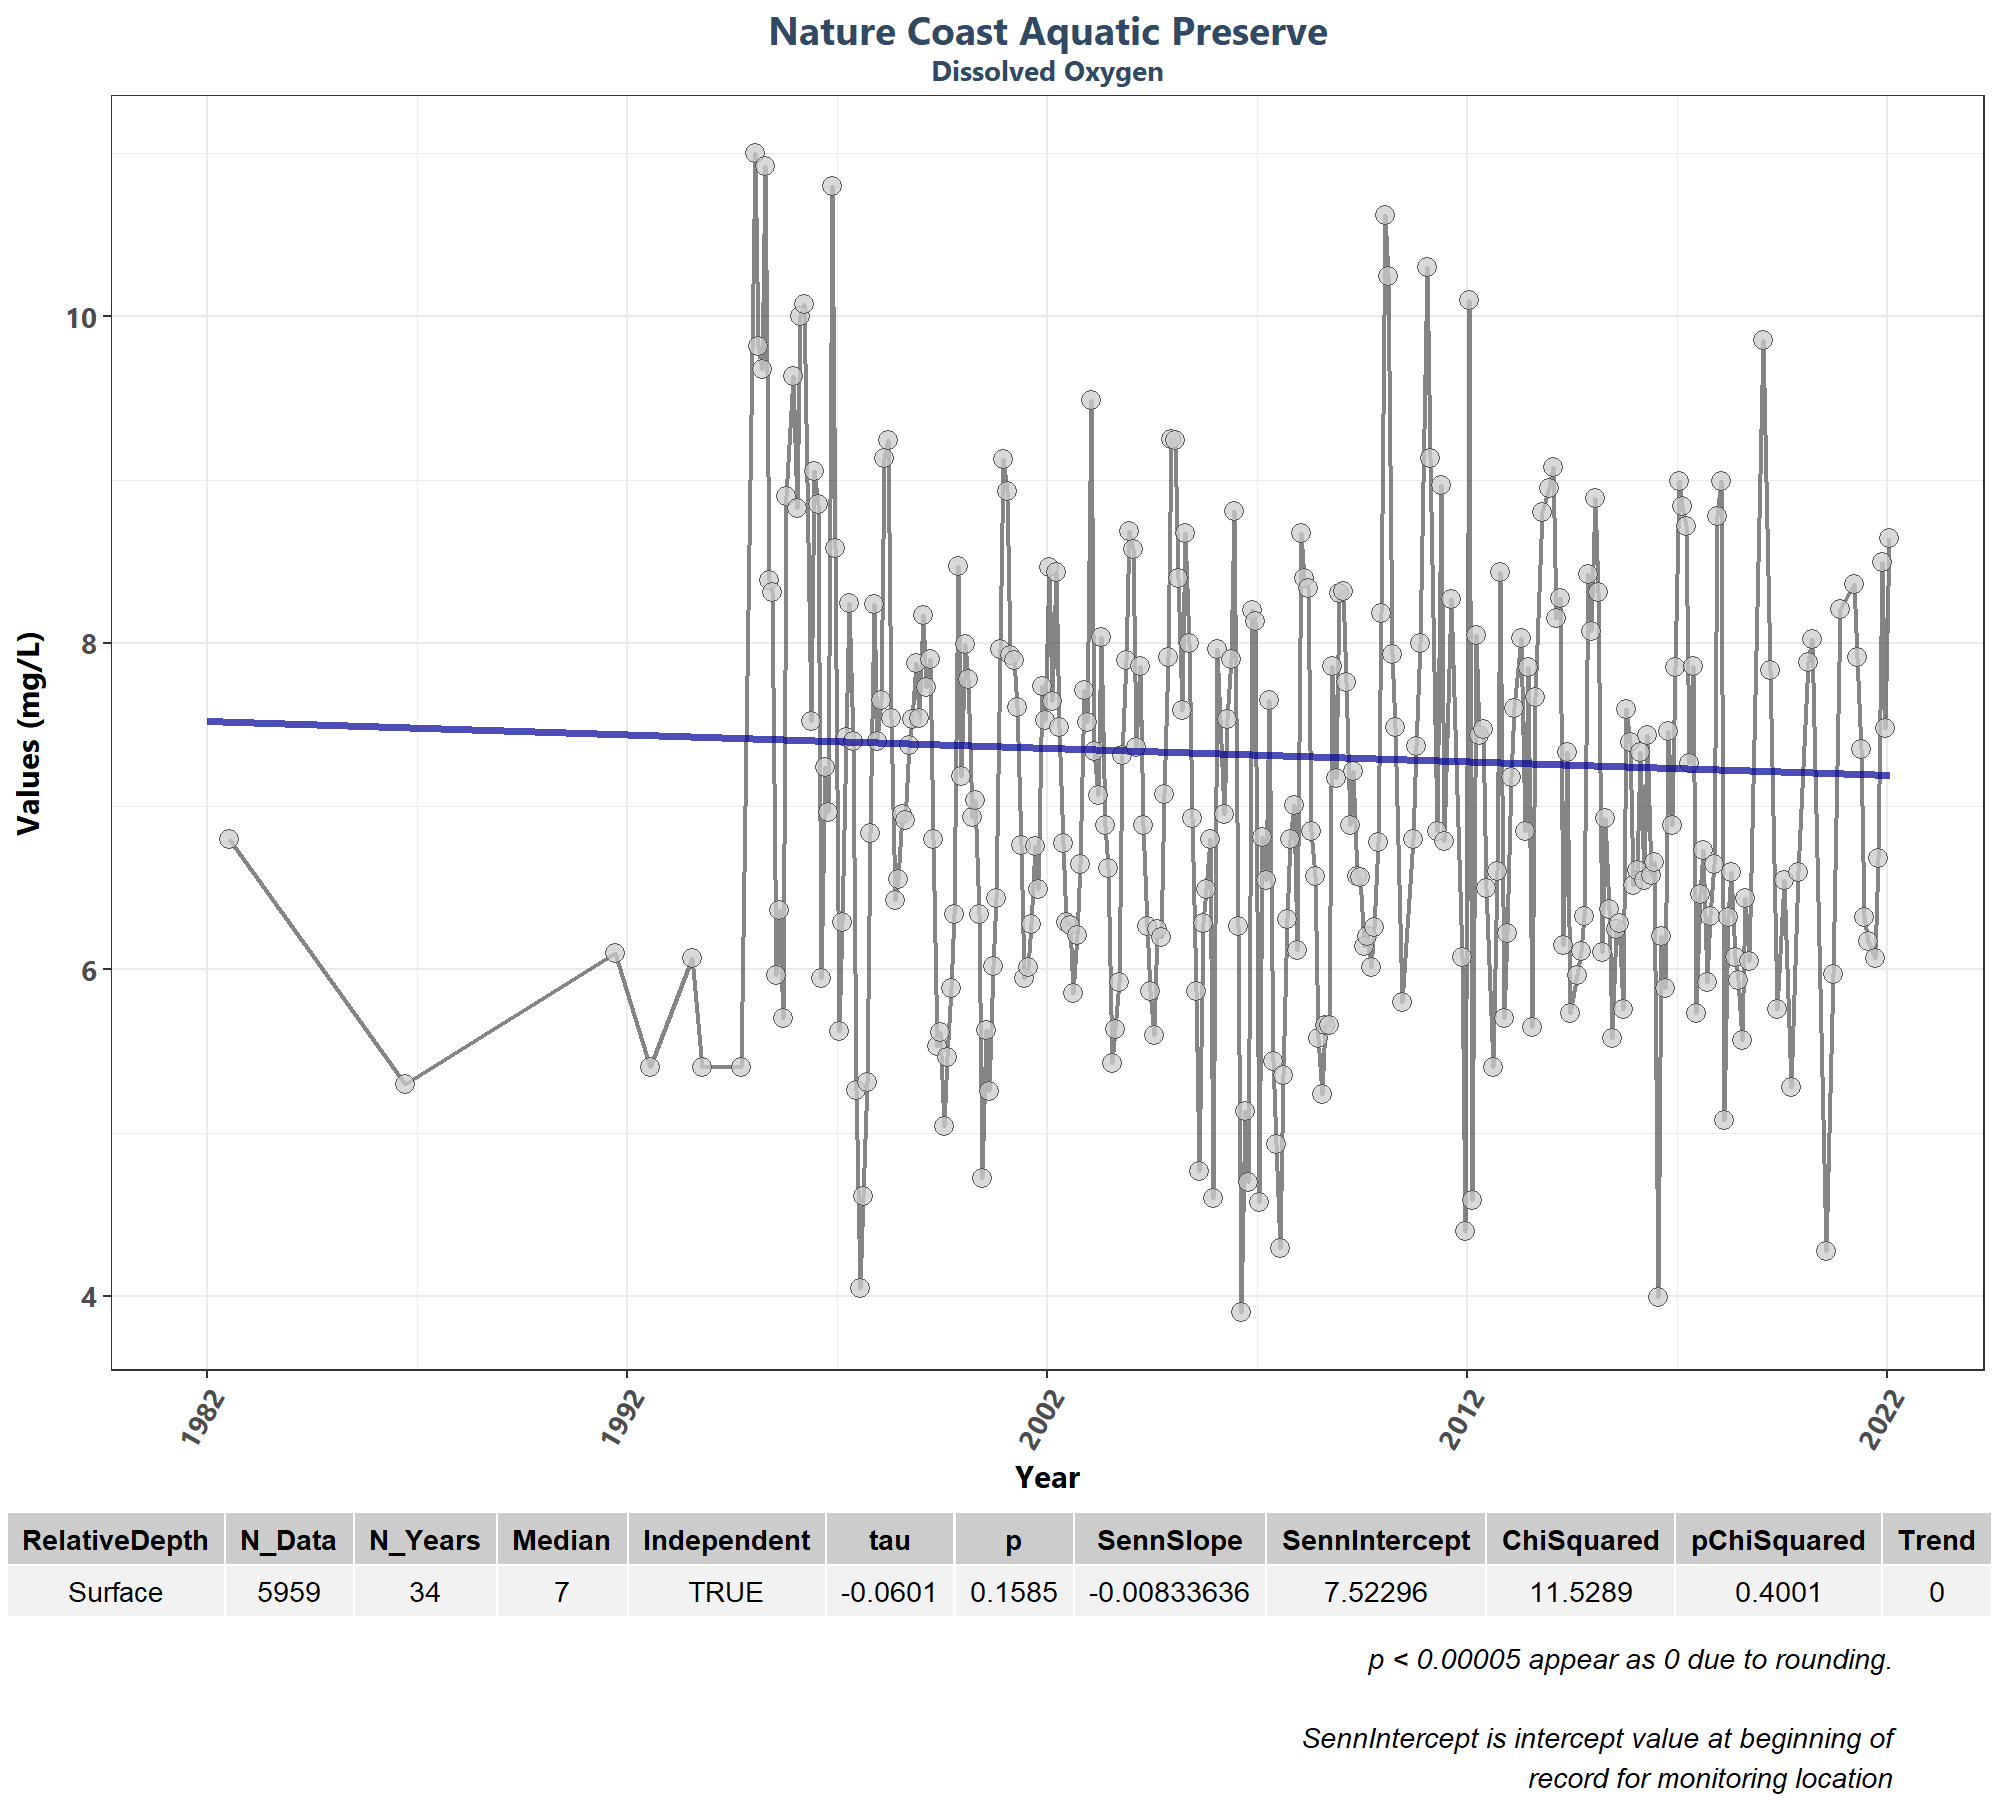 Nature Coast Aquatic Preserve
Dissolved Oxygen
Values (mg/L)
10
8
6
4
1982
1992
2002
2012
2022
Year
RelativeDepth N_Data N_Years Median Independent tau p SennSlope SennIntercept ChiSquared pChiSquared Trend
Surface 5959 34 7 TRUE -0.0601 0.1585 -0.00833636 7.52296 11.5289 0.4001 0
p < 0.00005 appear as 0 due to rounding.
SennIntercept is intercept value at beginning of
record for monitoring location